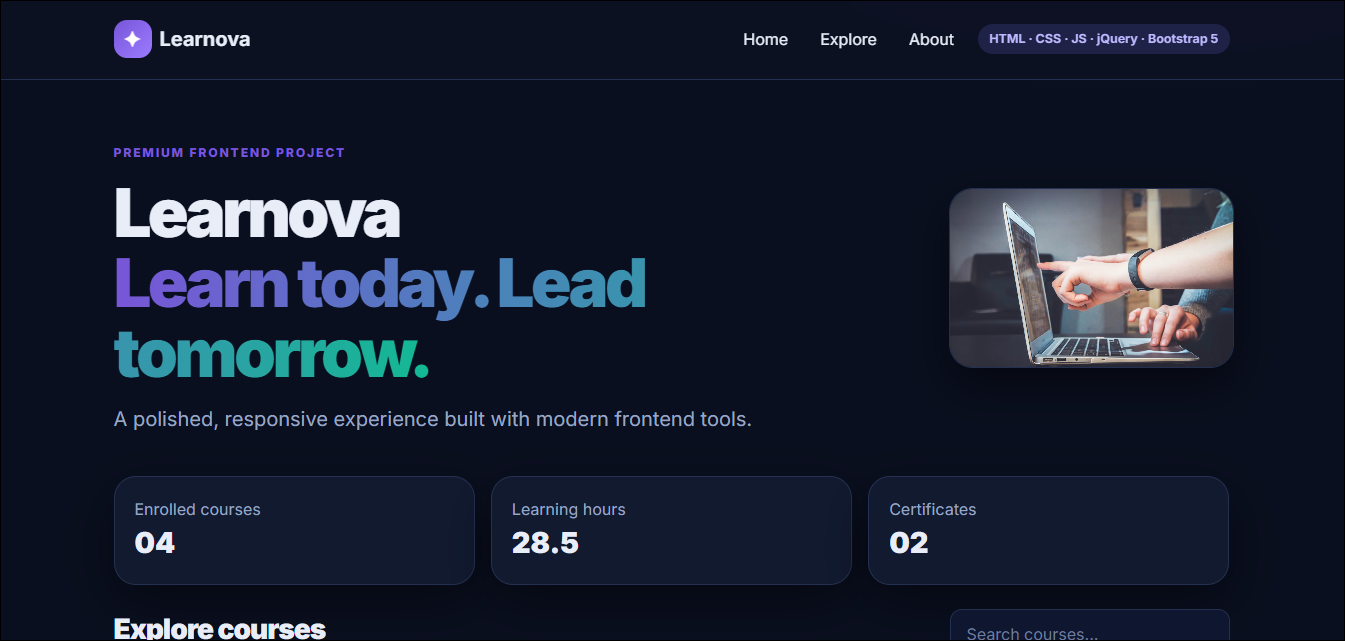 Learnova
Home Explore About HTML · CSS · JS · jQuery · Bootstrap 5
PREMIUM FRONTEND PROJECT
Learnova
Learn today. Lead
tomorrow.
A polished, responsive experience built with modern frontend tools.
Enrolled courses
04
Learning hours
28.5
Certificates
02
Explore courses
Search courses...